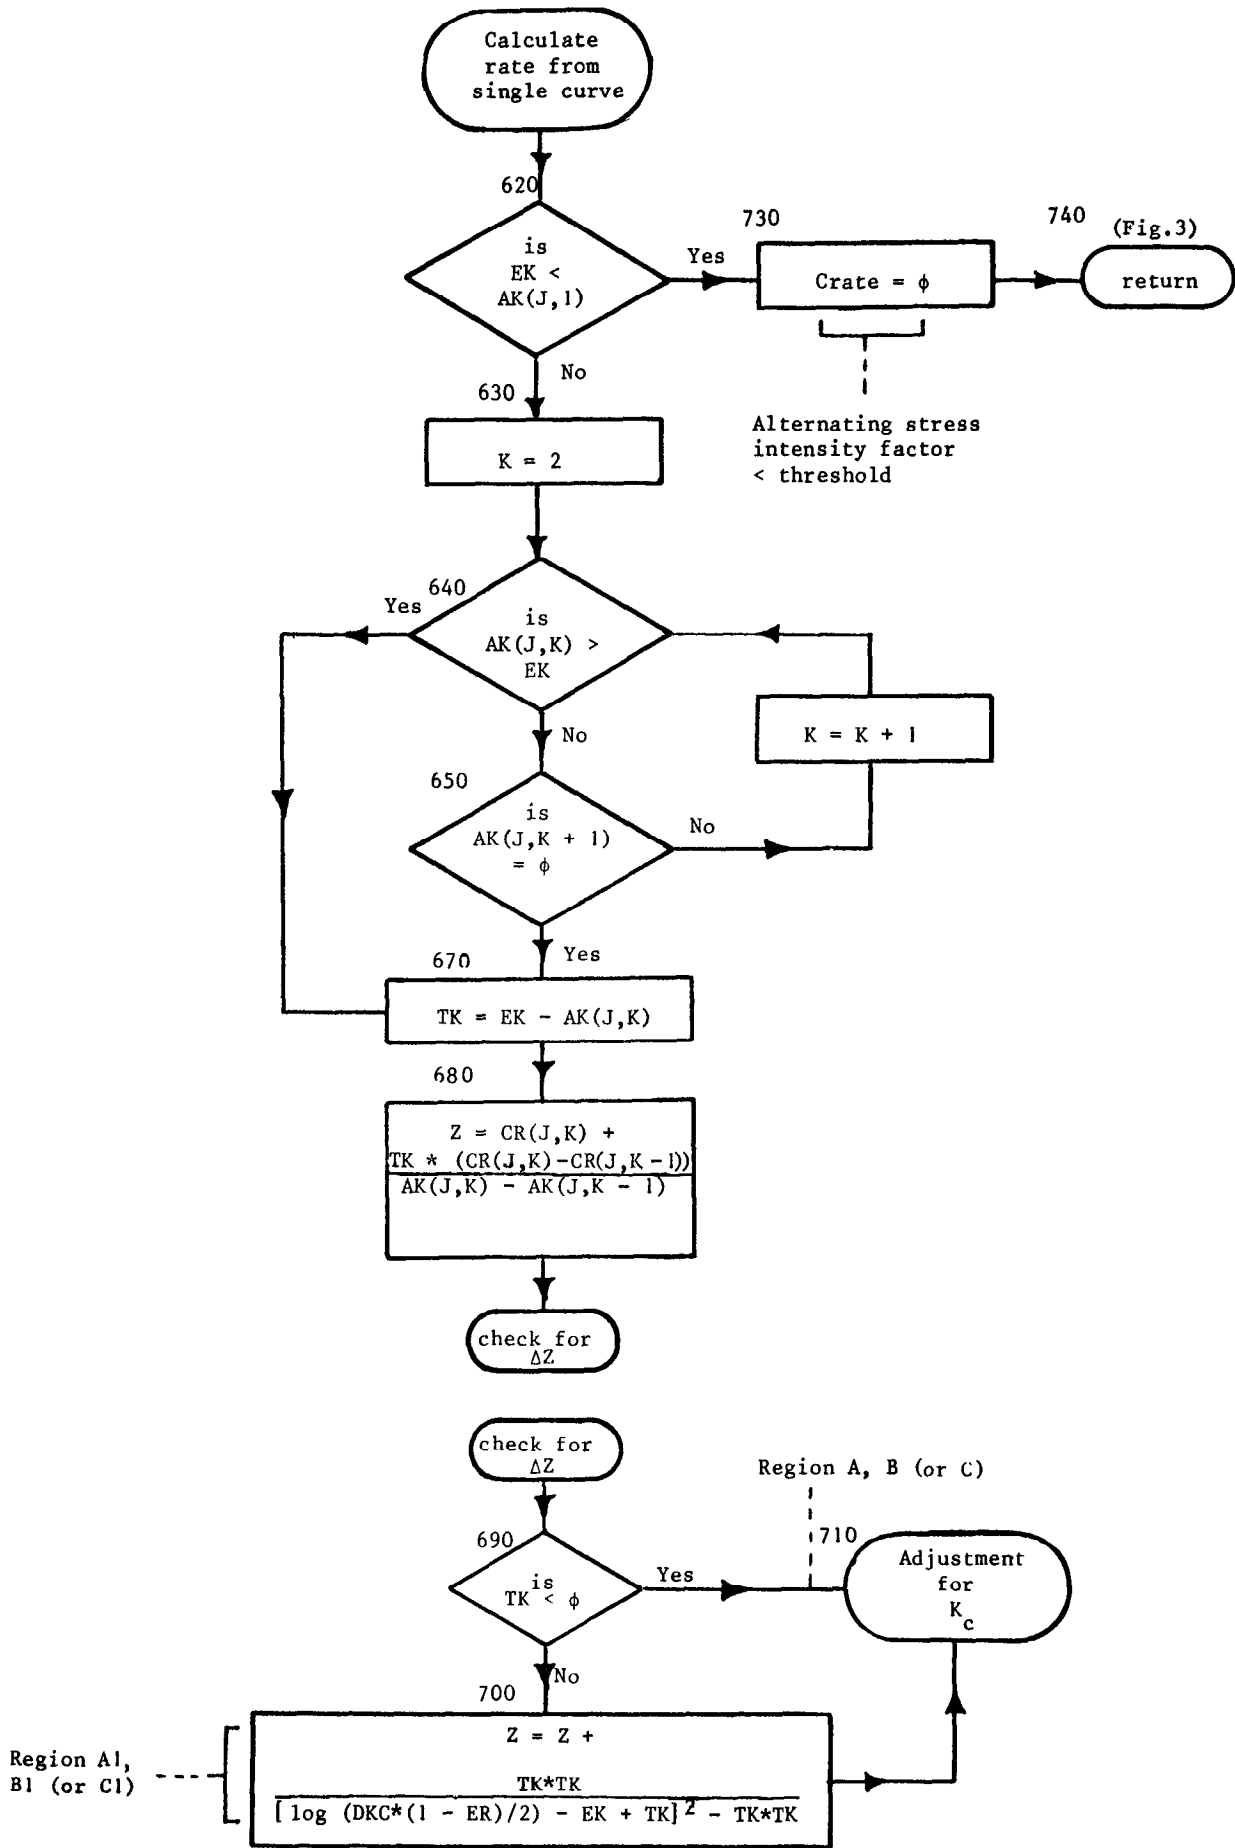 Calculate
rate from
single curve
620
is
EK <
AK(J,1)
Yes
730
Crate = ϕ
740
(Fig.3)
return
Alternating stress
intensity factor
< threshold
No
630
K = 2
640
Yes
is
AK(J,K) >
EK
No
K = K + 1
650
is
AK(J,K + 1)
= ϕ
No
Yes
670
TK = EK - AK(J,K)
680
Z = CR(J,K) +
TK * (CR(J,K)-CR(J,K-1))
AK(J,K) - AK(J,K - 1)
check for
ΔZ
check for
ΔZ
Region A, B (or C)
690
is
TK < ϕ
Yes
710
Adjustment
for
K_c
No
700
Z = Z +
TK*TK
[log (DKC*(1 - ER)/2) - EK + TK]² - TK*TK
Region A1,
B1 (or C1)